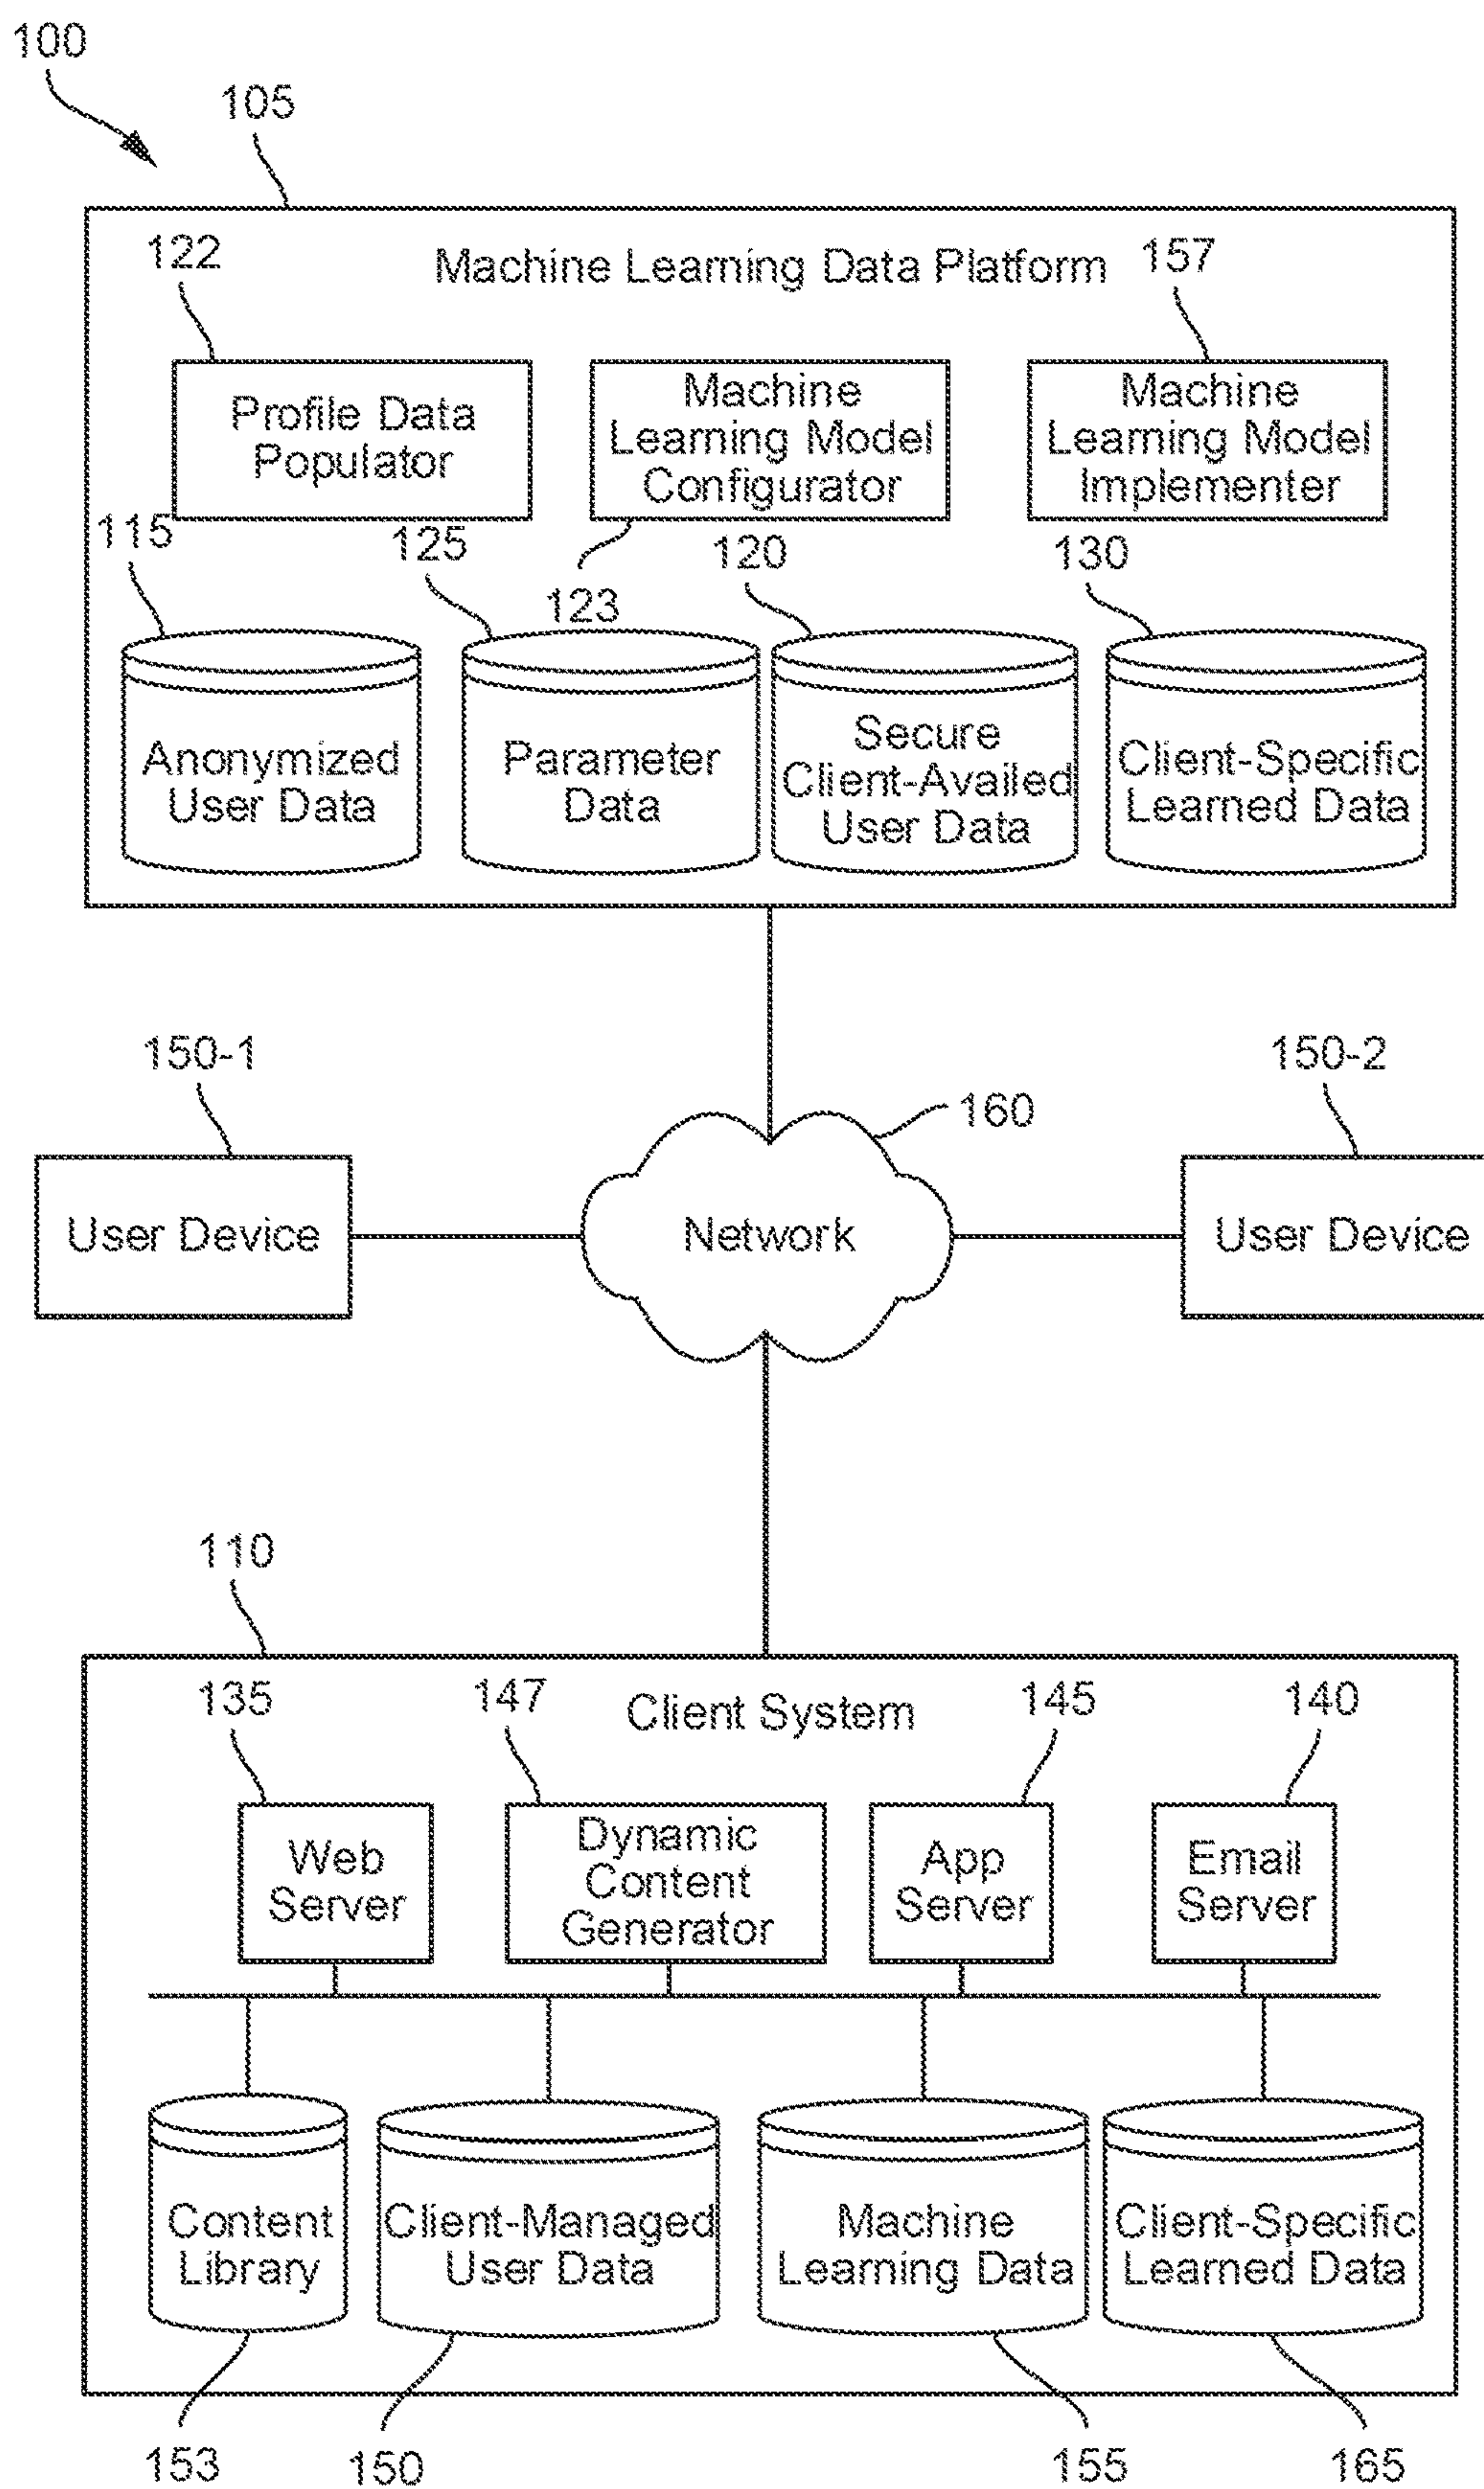 100
105
122
Machine Learning Data Platform
157
Profile Data
Populator
Machine
Learning Model
Configurator
Machine
Learning Model
Implementer
115
125
123
120
130
Anonymized
User Data
Parameter
Data
Secure
Client-Availed
User Data
Client-Specific
Learned Data
150-1
150-2
160
User Device
Network
User Device
110
135
147
Client System
145
140
Web
Server
Dynamic
Content
Generator
App
Server
Email
Server
Content
Library
Client-Managed
User Data
Machine
Learning Data
Client-Specific
Learned Data
153
150
155
165